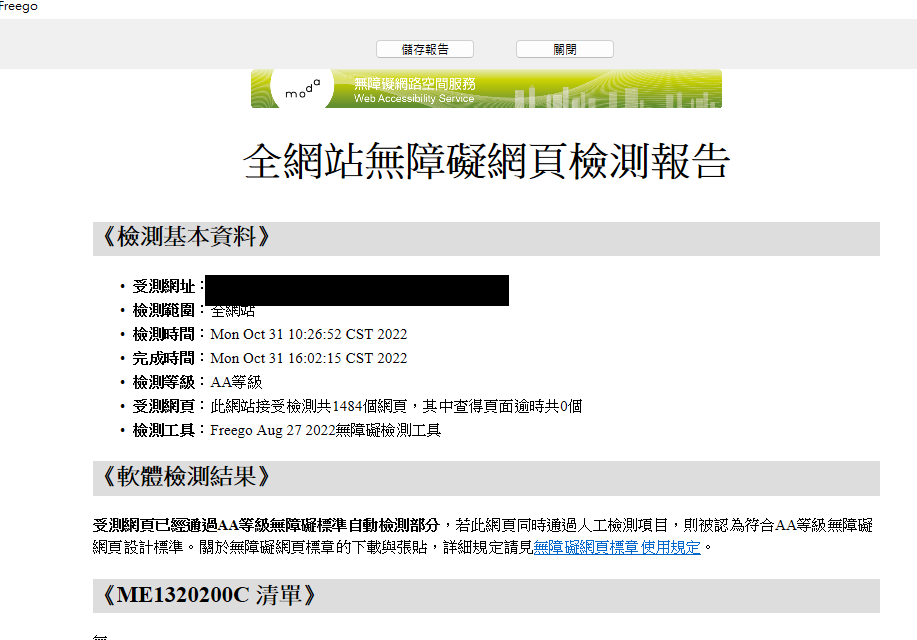 Freego
儲存報告
關閉
moda
無障礙網路空間服務
Web Accessibility Service
全網站無障礙網頁檢測報告
《檢測基本資料》
• 受測網址：
• 檢測範圍：全網站
• 檢測時間：Mon Oct 31 10:26:52 CST 2022
• 完成時間：Mon Oct 31 16:02:15 CST 2022
• 檢測等級：AA等級
• 受測網頁：此網站接受檢測共1484個網頁，其中查得頁面逾時共0個
• 檢測工具：Freego Aug 27 2022無障礙檢測工具
《軟體檢測結果》
受測網頁已經通過AA等級無障礙標準自動檢測部分，若此網頁同時通過人工檢測項目，則被認為符合AA等級無障礙
網頁設計標準。關於無障礙網頁標章的下載與張貼，詳細規定請見無障礙網頁標章使用規定。
《ME1320200C 清單》